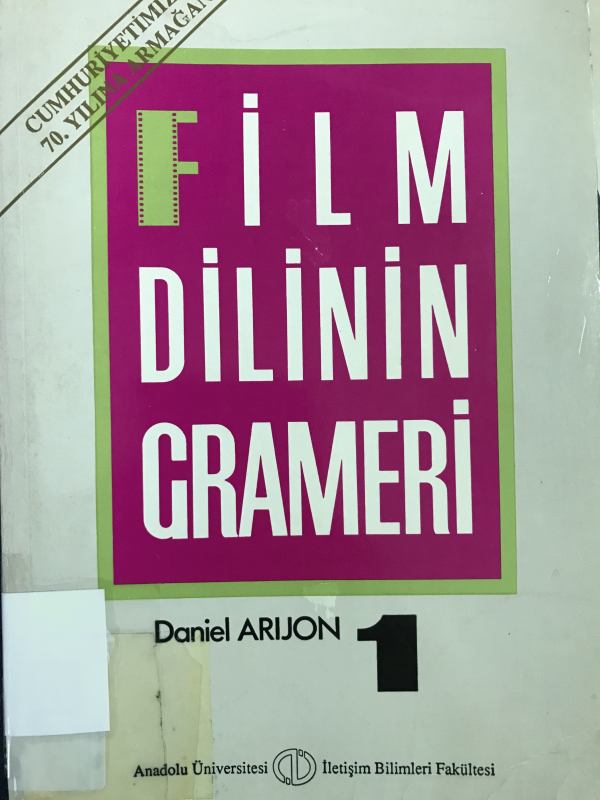 CUMHURİYETİMİZ
70. YILINA ARMAĞAN
FİLM
DİLİNİN
GRAMERİ
Daniel ARIJON 1
Anadolu Üniversitesi İletişim Bilimleri Fakültesi